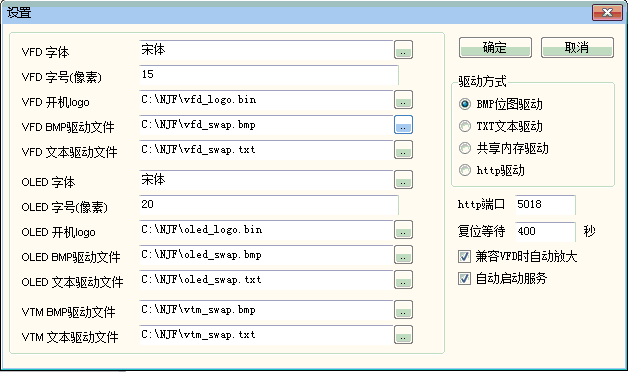 设置
VFD 字体 宋体 ..
VFD 字号(像素) 15
VFD 开机logo C:\NJF\vfd_logo.bin ..
VFD BMP驱动文件 C:\NJF\vfd_swap.bmp ..
VFD 文本驱动文件 C:\NJF\vfd_swap.txt ..
OLED 字体 宋体 ..
OLED 字号(像素) 20
OLED 开机logo C:\NJF\oled_logo.bin ..
OLED BMP驱动文件 C:\NJF\oled_swap.bmp ..
OLED 文本驱动文件 C:\NJF\oled_swap.txt ..
VTM BMP驱动文件 C:\NJF\vtm_swap.bmp ..
VTM 文本驱动文件 C:\NJF\vtm_swap.txt ..
确定 取消
驱动方式
BMP位图驱动
TXT文本驱动
共享内存驱动
http驱动
http端口 5018
复位等待 400 秒
兼容VFD时自动放大
自动启动服务